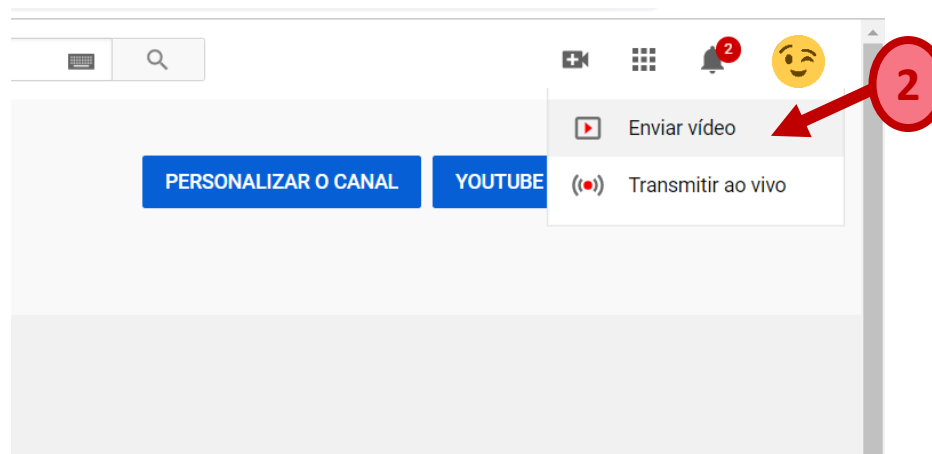 2
2
Enviar vídeo
PERSONALIZAR O CANAL
YOUTUBE
Transmitir ao vivo